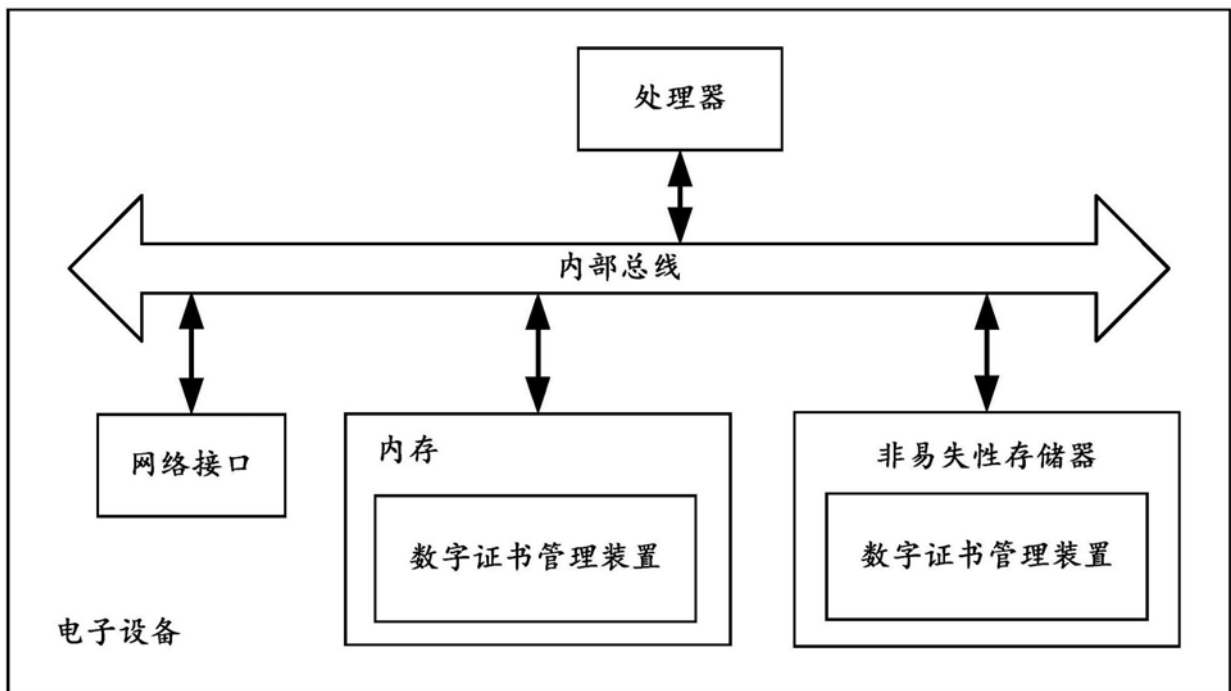 处理器
内部总线
网络接口
内存
数字证书管理装置
非易失性存储器
数字证书管理装置
电子设备